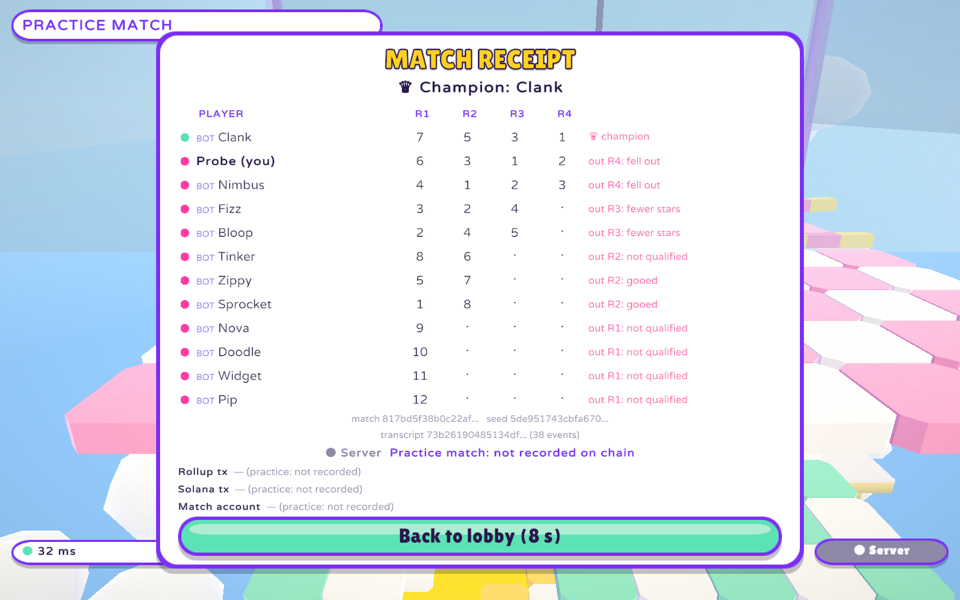 PRACTICE MATCH
MATCH RECEIPT
Champion: Clank
PLAYER R1 R2 R3 R4
BOT Clank 7 5 3 1 champion
Probe (you) 6 3 1 2 out R4: fell out
BOT Nimbus 4 1 2 3 out R4: fell out
BOT Fizz 3 2 4 · out R3: fewer stars
BOT Bloop 2 4 5 · out R3: fewer stars
BOT Tinker 8 6 · · out R2: not qualified
BOT Zippy 5 7 · · out R2: gooed
BOT Sprocket 1 8 · · out R2: gooed
BOT Nova 9 · · · out R1: not qualified
BOT Doodle 10 · · · out R1: not qualified
BOT Widget 11 · · · out R1: not qualified
BOT Pip 12 · · · out R1: not qualified
match 817bd5f38b0c22af... seed 5de951743cbfa670...
transcript 73b26190485134df... (38 events)
Server Practice match: not recorded on chain
Rollup tx — (practice: not recorded)
Solana tx — (practice: not recorded)
Match account — (practice: not recorded)
Back to lobby (8 s)
32 ms
Server